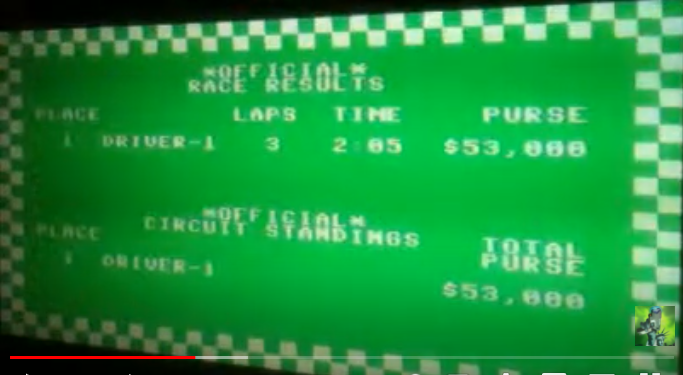 *OFFICIAL*
RACE RESULTS
PLACE LAPS TIME PURSE
1 DRIVER-1 3 2:05 $53,000
*OFFICIAL*
CIRCUIT STANDINGS
PLACE TOTAL PURSE
1 DRIVER-1 $53,000